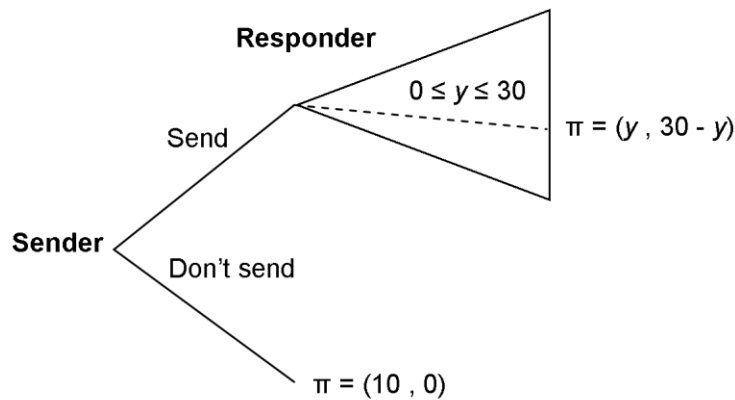 Responder
0 ≤ y ≤ 30
π = (y , 30 - y)
Send
Sender
Don't send
π = (10 , 0)